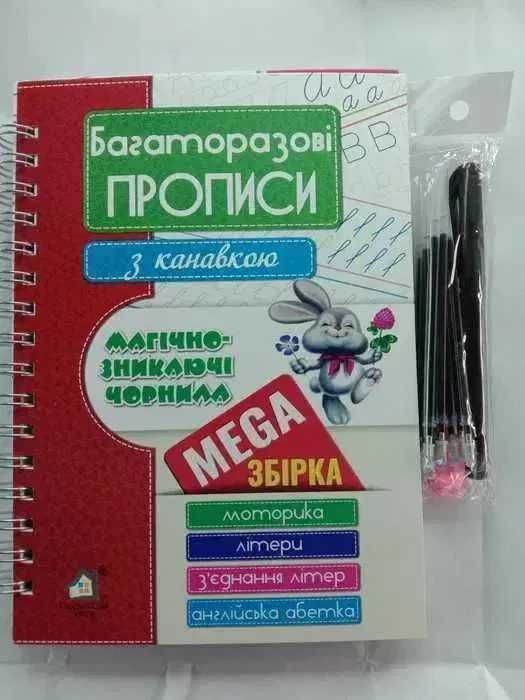 Багаторазові
ПРОПИСИ
з канавкою
МАГІЧНО-
ЗНИКАЮЧІ
ЧОРНИЛА
MEGA
ЗБІРКА
моторика
літери
з'єднання літер
англійська абетка